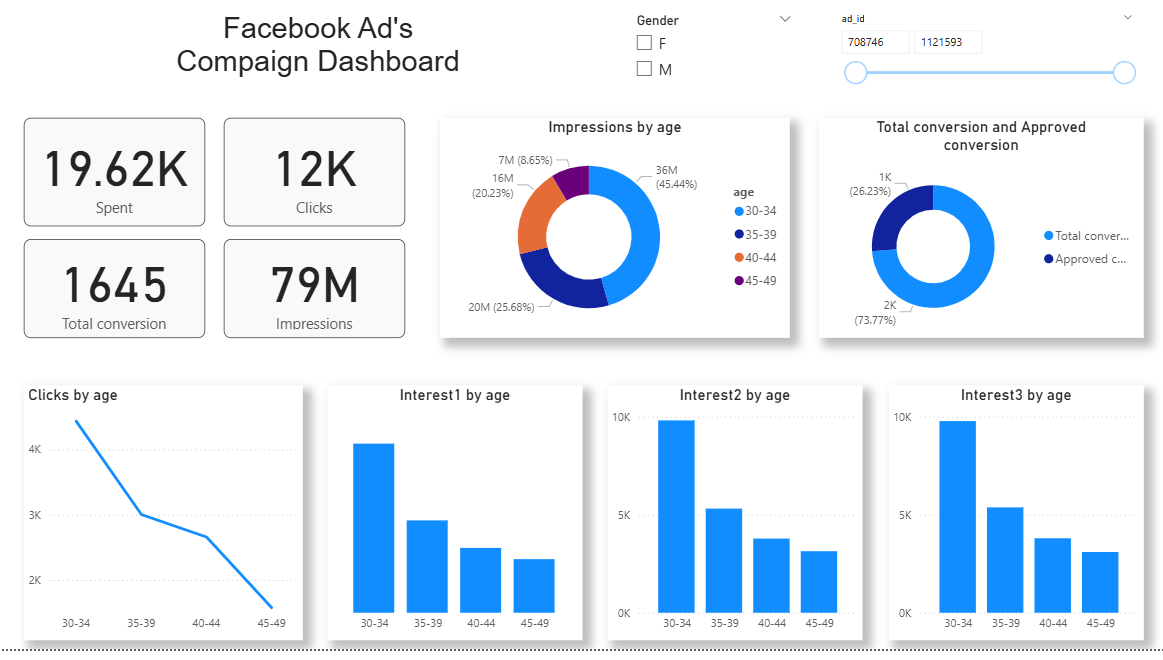 Facebook Ad's
Compaign Dashboard
Gender
F
M
ad_id
708746
1121593
19.62K
Spent
12K
Clicks
1645
Total conversion
79M
Impressions
Impressions by age
7M (8.65%)
16M
(20.23%)
36M
(45.44%)
20M (25.68%)
age
30-34
35-39
40-44
45-49
Total conversion and Approved
conversion
1K
(26.23%)
2K
(73.77%)
Total conver...
Approved c...
Clicks by age
4K
3K
2K
30-34 35-39 40-44 45-49
Interest1 by age
30-34 35-39 40-44 45-49
Interest2 by age
10K
5K
0K
30-34 35-39 40-44 45-49
Interest3 by age
10K
5K
0K
30-34 35-39 40-44 45-49